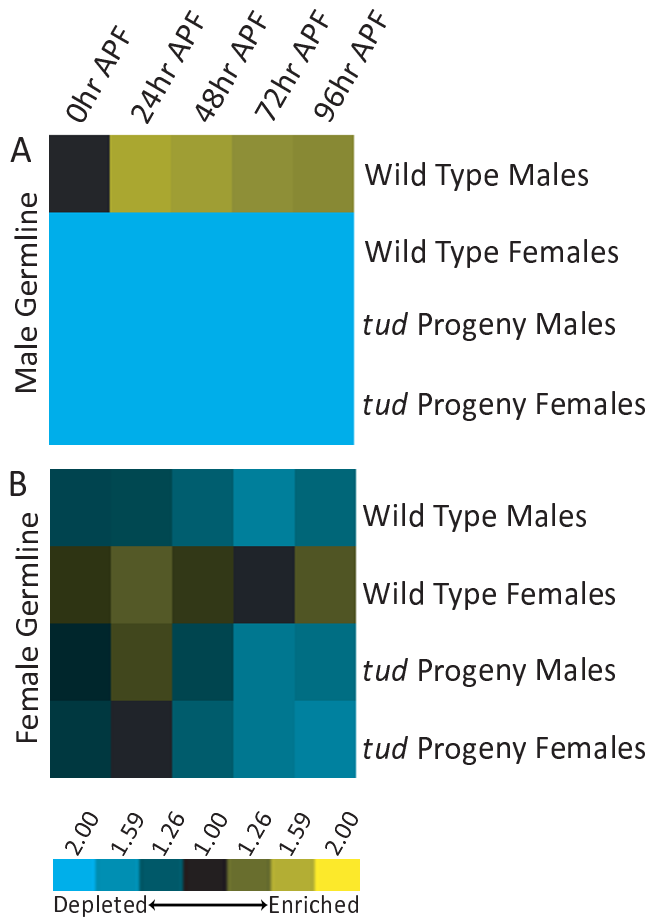 0hr APF
24hr APF
48hr APF
72hr APF
96hr APF
A
Male Germline
Wild Type Males
Wild Type Females
tud Progeny Males
tud Progeny Females
B
Female Germline
Wild Type Males
Wild Type Females
tud Progeny Males
tud Progeny Females
2.00
1.59
1.26
1.00
1.26
1.59
2.00
Depleted
Enriched